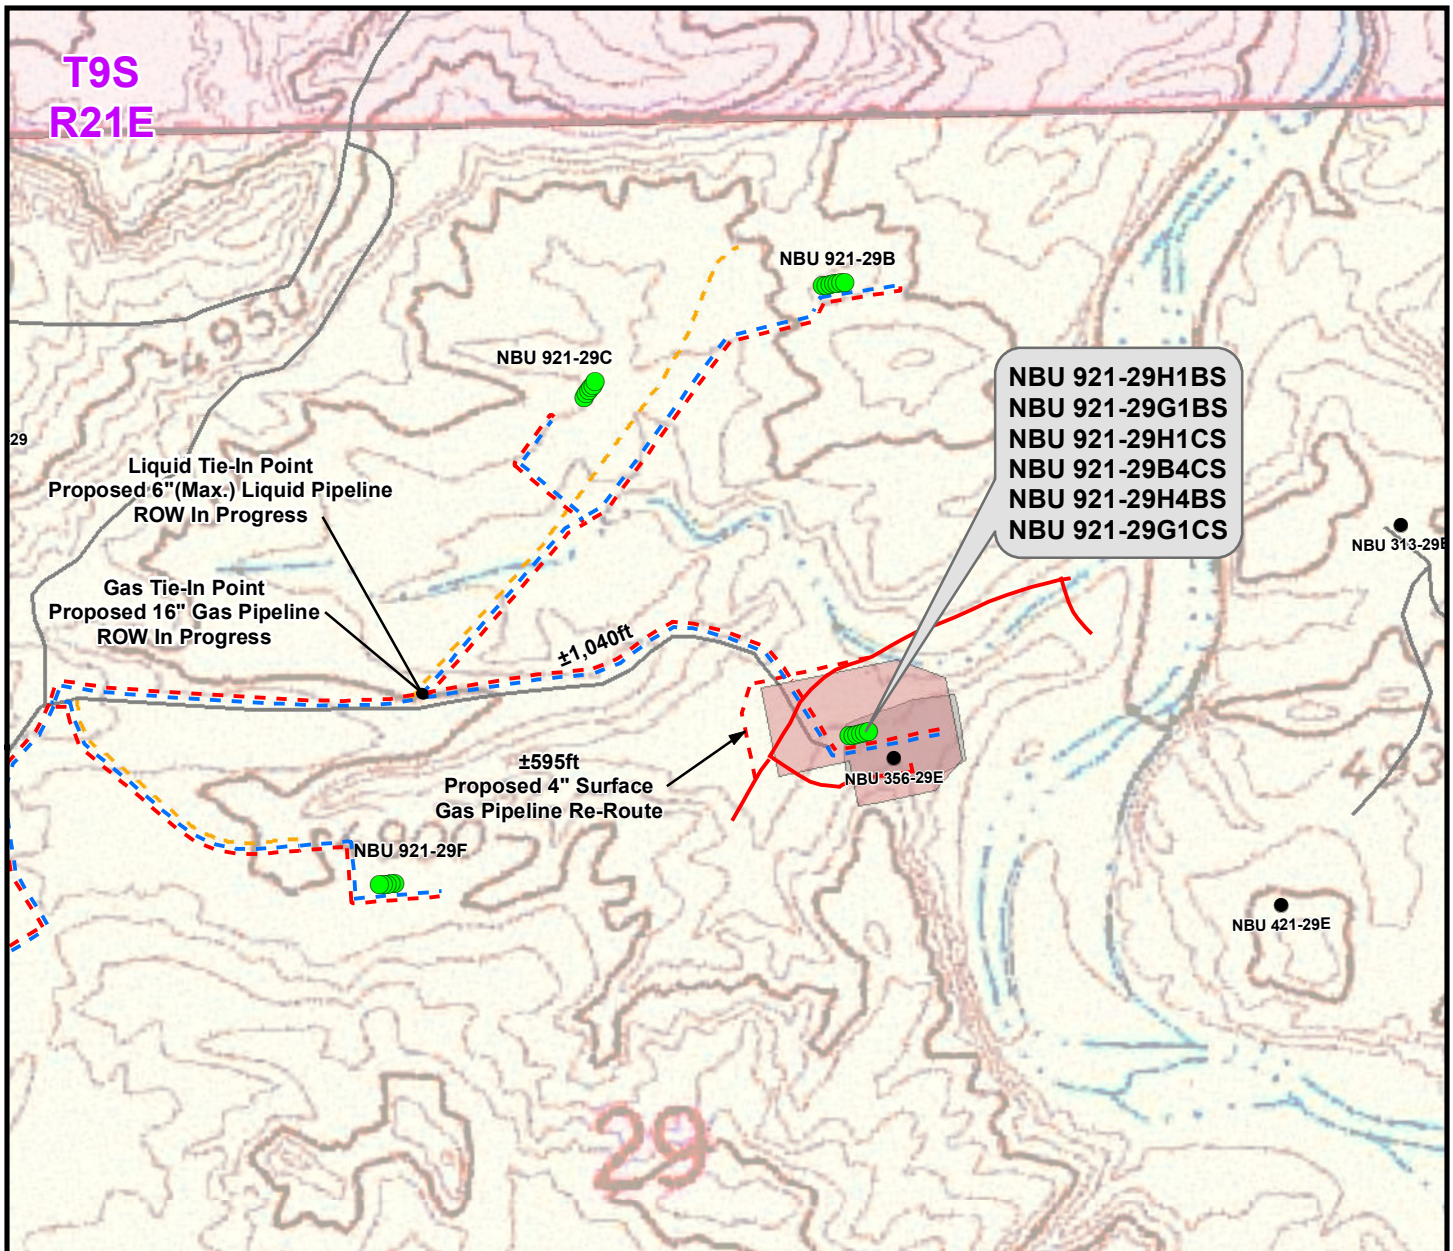 T9S
R21E
NBU 921-29B
NBU 921-29C
NBU 921-29H1BS
NBU 921-29G1BS
NBU 921-29H1CS
NBU 921-29B4CS
NBU 921-29H4BS
NBU 921-29G1CS
29
Liquid Tie-In Point
Proposed 6"(Max.) Liquid Pipeline
ROW In Progress
Gas Tie-In Point
Proposed 16" Gas Pipeline
ROW In Progress
NBU 313-29E
±1,040ft
±595ft
Proposed 4" Surface
Gas Pipeline Re-Route
NBU 356-29E
NBU 921-29F
NBU 421-29E
29